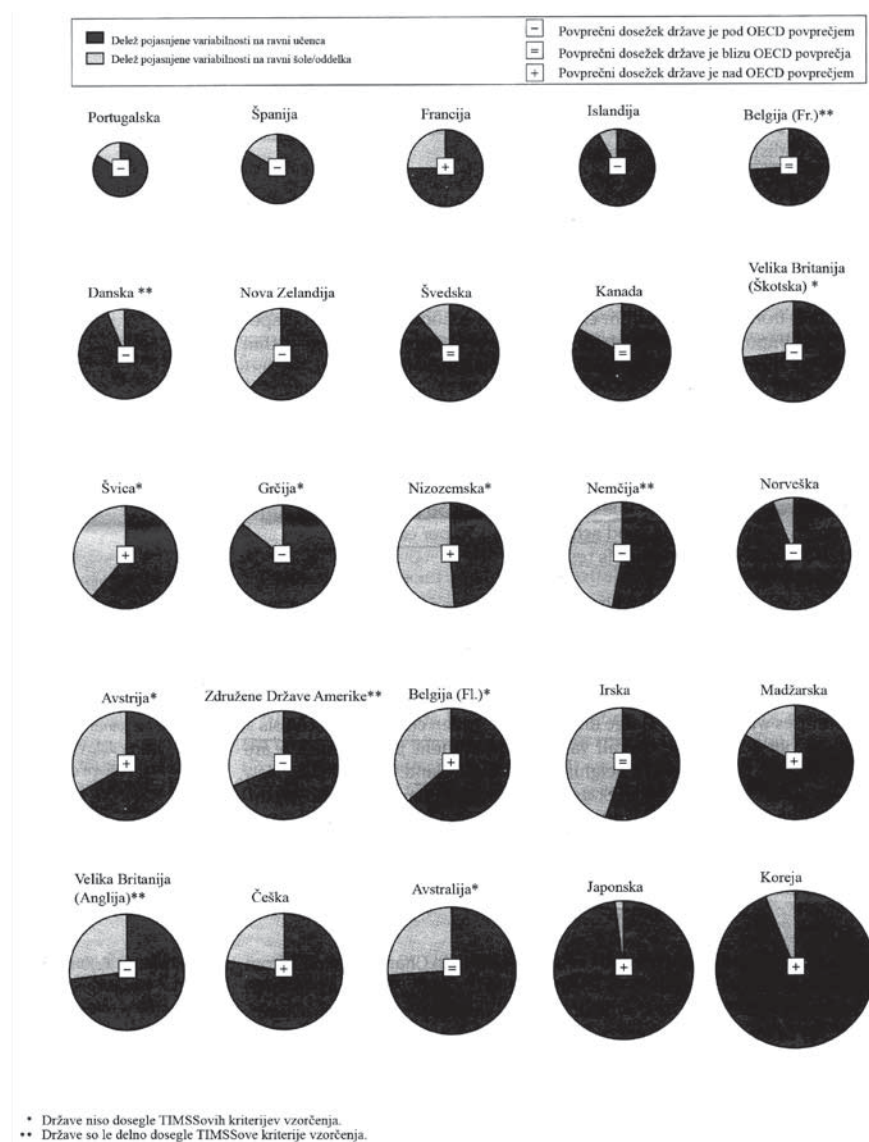 Delež pojasnjene variabilnosti na ravni učenca
Delež pojasnjene variabilnosti na ravni šole/oddelka
− Povprečni dosežek države je pod OECD povprečjem
= Povprečni dosežek države je blizu OECD povprečja
+ Povprečni dosežek države je nad OECD povprečjem
Portugalska
−
Španija
−
Francija
+
Islandija
−
Belgija (Fr.)**
=
Danska **
−
Nova Zelandija
−
Švedska
=
Kanada
=
Velika Britanija
(Škotska) *
−
Švica*
+
Grčija*
−
Nizozemska*
+
Nemčija**
−
Norveška
−
Avstrija*
+
Združene Države Amerike**
−
Belgija (Fl.)*
+
Irska
=
Madžarska
+
Velika Britanija
(Anglija)**
−
Češka
+
Avstralija*
=
Japonska
+
Koreja
+
* Države niso dosegle TIMSSovih kriterijev vzorčenja.
** Države so le delno dosegle TIMSSove kriterije vzorčenja.